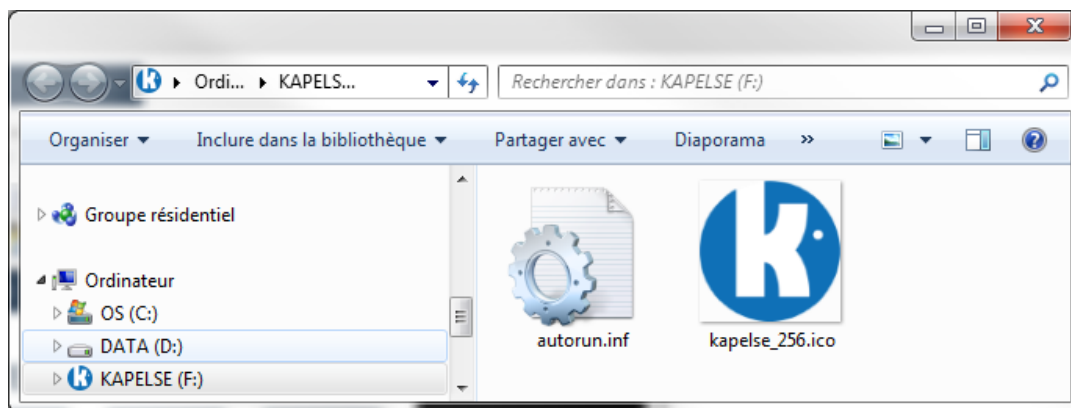 Ordi... KAPELS...
Rechercher dans : KAPELSE (F:)
Organiser Inclure dans la bibliothèque Partager avec Diaporama »
Groupe résidentiel
Ordinateur
OS (C:)
DATA (D:)
KAPELSE (F:)
autorun.inf kapelse_256.ico